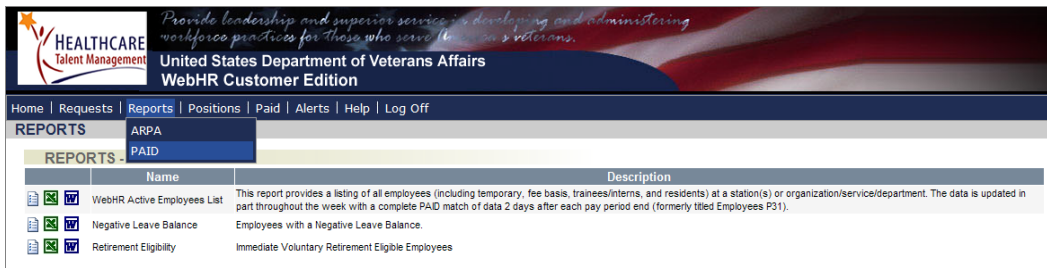 Provide leadership and superior service in developing and administering
workforce practices for those who serve veterans.
HEALTHCARE
Talent Management
United States Department of Veterans Affairs
WebHR Customer Edition
Home | Requests | Reports | Positions | Paid | Alerts | Help | Log Off
REPORTS
ARPA
PAID
REPORTS -
Name Description
WebHR Active Employees List
This report provides a listing of all employees (including temporary, fee basis, trainees/interns, and residents) at a station(s) or organization/service/department. The data is updated in
part throughout the week with a complete PAID match of data 2 days after each pay period end (formerly titled Employees P31).
Negative Leave Balance Employees with a Negative Leave Balance.
Retirement Eligibility Immediate Voluntary Retirement Eligible Employees